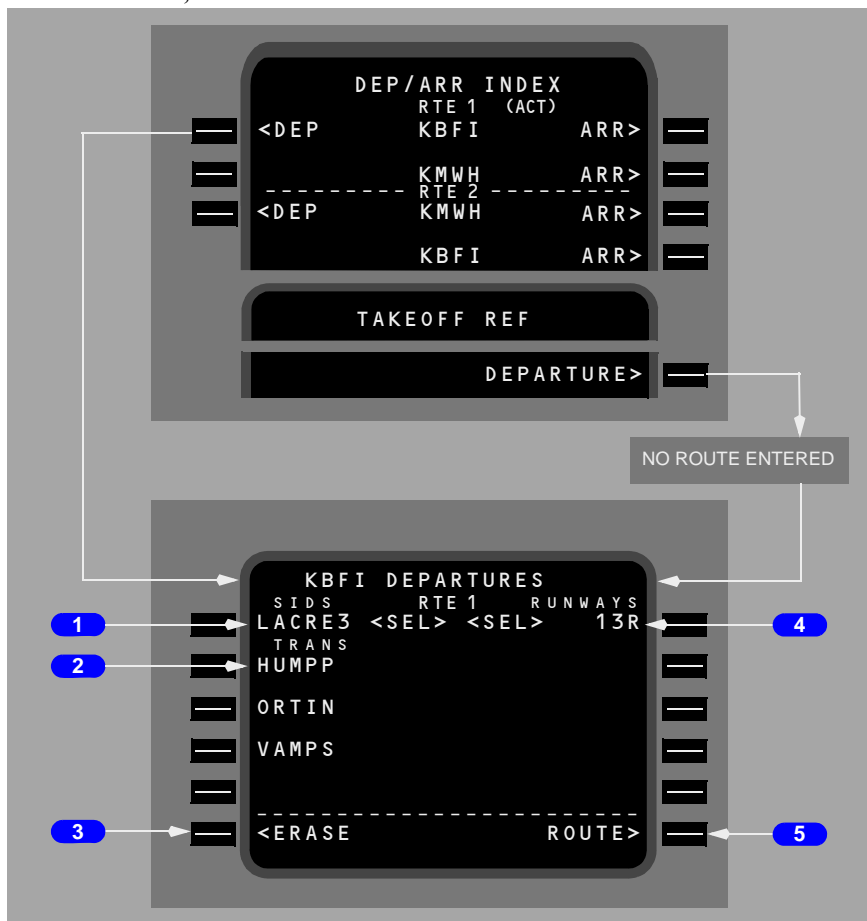 DEP/ARR INDEX
RTE 1 (ACT)
<DEP KBFI ARR>
KMWH ARR>
--------- RTE 2 ---------
<DEP KMWH ARR>
KBFI ARR>
TAKEOFF REF
DEPARTURE>
NO ROUTE ENTERED
KBFI DEPARTURES
SIDS RTE 1 RUNWAYS
1 LACRE3 <SEL> <SEL> 13R 4
TRANS
2 HUMPP
ORTIN
VAMPS
------------------------
3 <ERASE ROUTE> 5